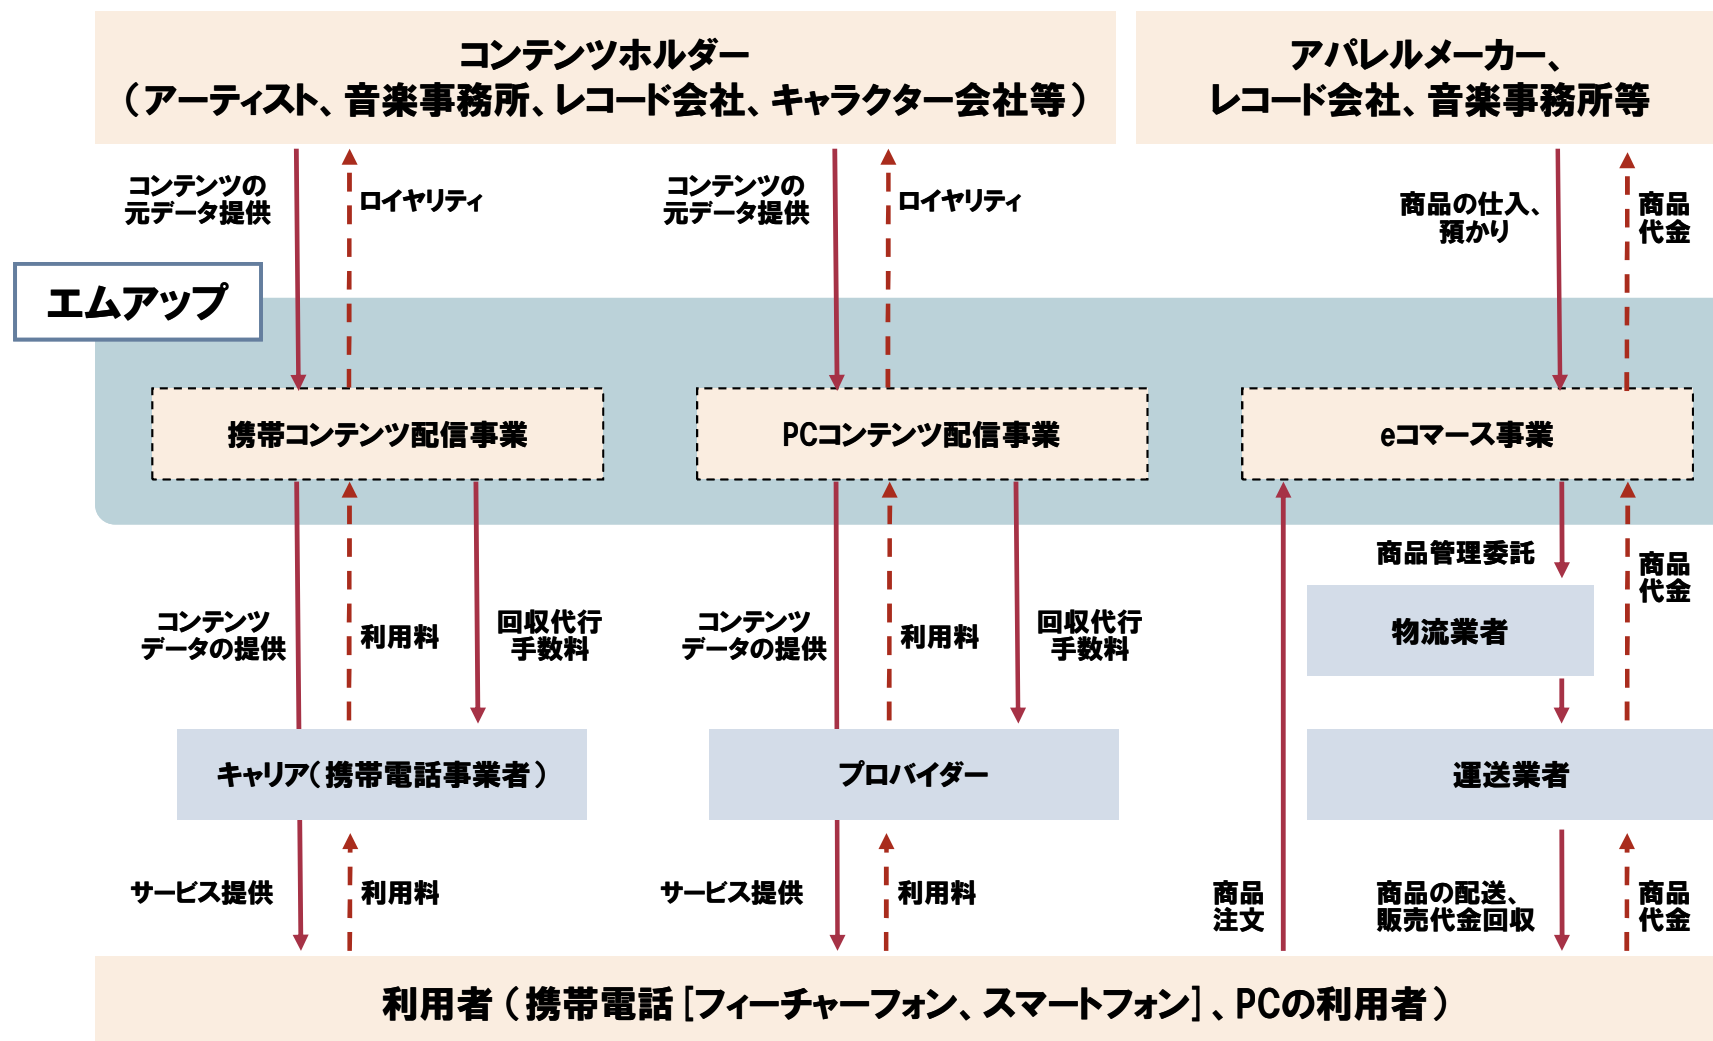 コンテンツホルダー
（アーティスト、音楽事務所、レコード会社、キャラクター会社等）
アパレルメーカー、
レコード会社、音楽事務所等
コンテンツの
元データ提供
ロイヤリティ
コンテンツの
元データ提供
ロイヤリティ
商品の仕入、
預かり
商品
代金
エムアップ
携帯コンテンツ配信事業
PCコンテンツ配信事業
eコマース事業
コンテンツ
データの提供
利用料
回収代行
手数料
コンテンツ
データの提供
利用料
回収代行
手数料
商品管理委託
商品
代金
物流業者
キャリア（携帯電話事業者）
プロバイダー
運送業者
サービス提供
利用料
サービス提供
利用料
商品
注文
商品の配送、
販売代金回収
商品
代金
利用者（携帯電話[フィーチャーフォン、スマートフォン]、PCの利用者）